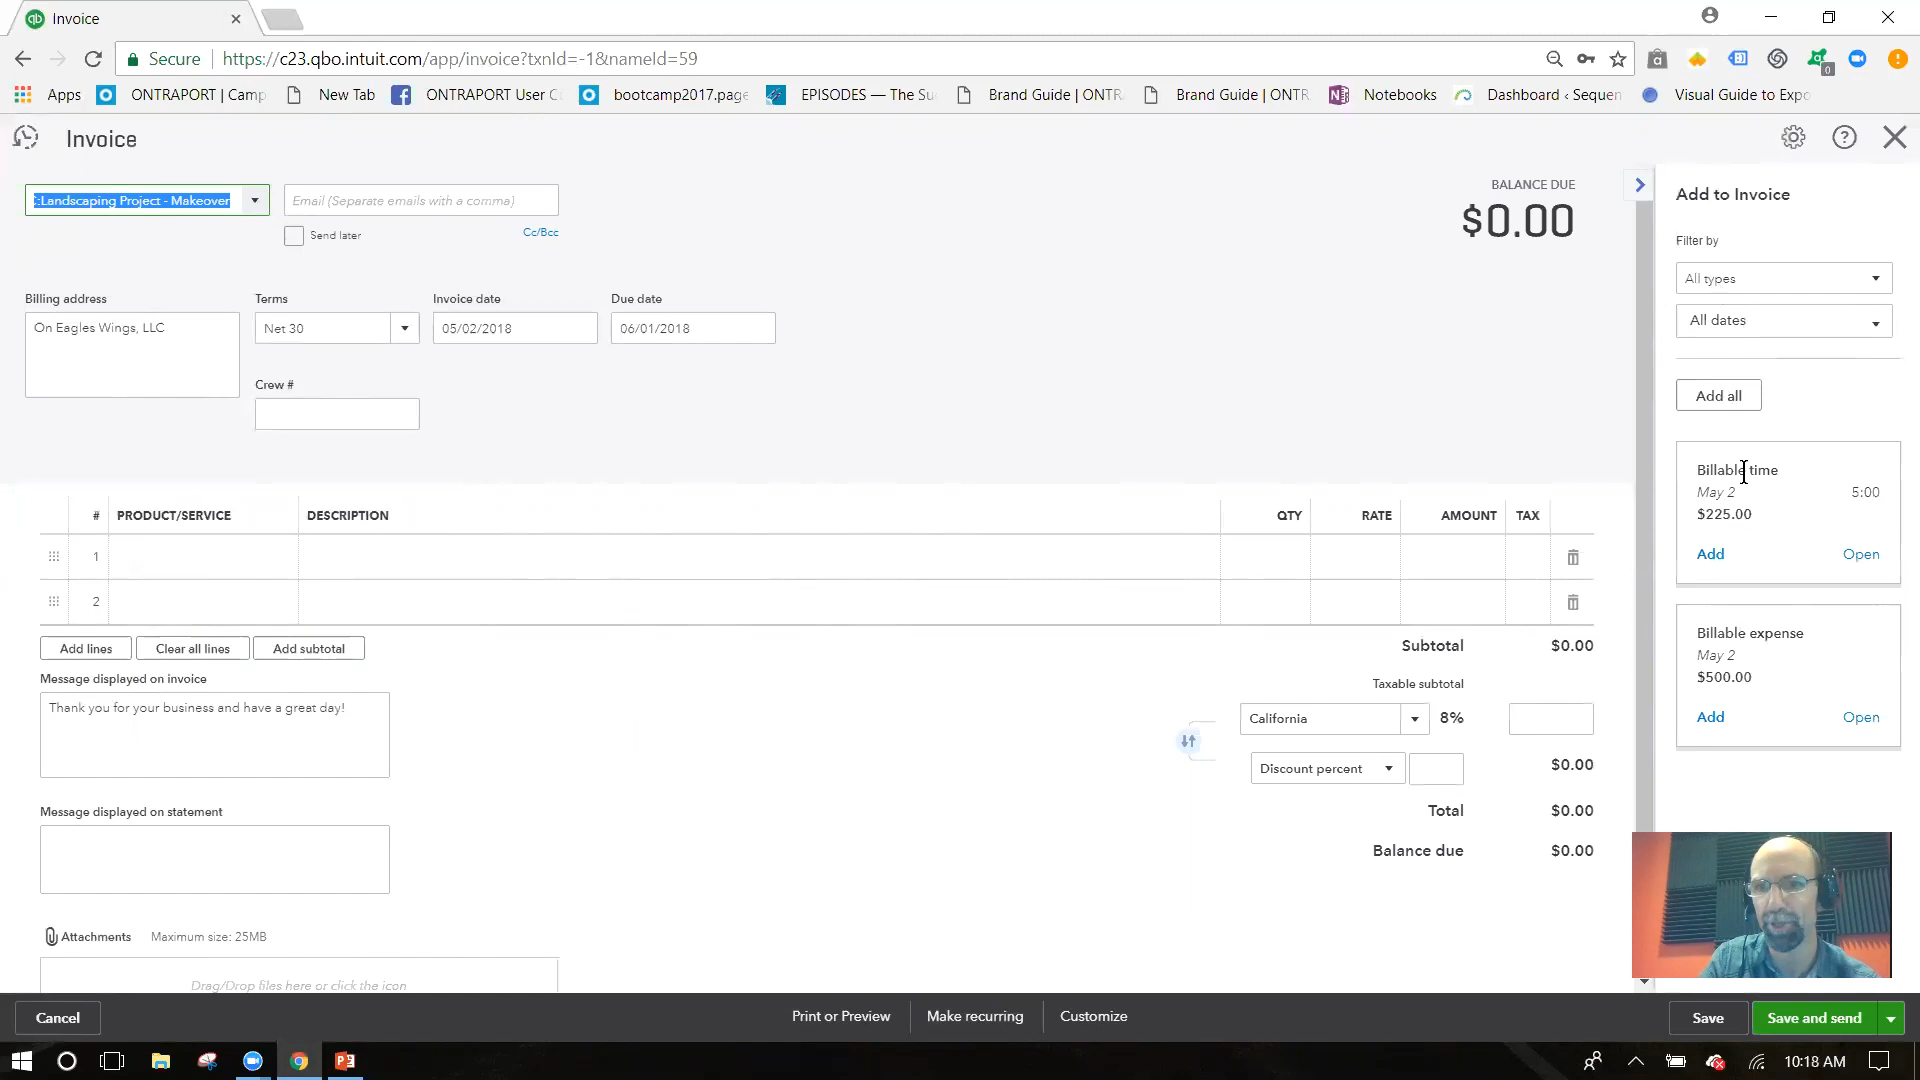 Invoice
Secure
https://c23.qbo.intuit.com/app/invoice?txnId=-1&nameId=59
Apps
ONTRAPORT | Camp
New Tab
ONTRAPORT User C
bootcamp2017.page
EPISODES — The Su
Brand Guide | ONTR
Brand Guide | ONTR
Notebooks
Dashboard ‹ Sequen
Visual Guide to Expo
Invoice
C:Landscaping Project - Makeover
Email (Separate emails with a comma)
Send later
Cc/Bcc
BALANCE DUE
$0.00
Billing address
On Eagles Wings, LLC
Terms
Net 30
Invoice date
05/02/2018
Due date
06/01/2018
Crew #
# PRODUCT/SERVICE DESCRIPTION QTY RATE AMOUNT TAX
1
2
Add lines
Clear all lines
Add subtotal
Subtotal $0.00
Message displayed on invoice
Thank you for your business and have a great day!
Taxable subtotal
California 8%
Discount percent $0.00
Total $0.00
Balance due $0.00
Message displayed on statement
Attachments Maximum size: 25MB
Drag/Drop files here or click the icon
Add to Invoice
Filter by
All types
All dates
Add all
Billable time
May 2 5:00
$225.00
Add Open
Billable expense
May 2
$500.00
Add Open
Cancel
Print or Preview
Make recurring
Customize
Save
Save and send
10:18 AM